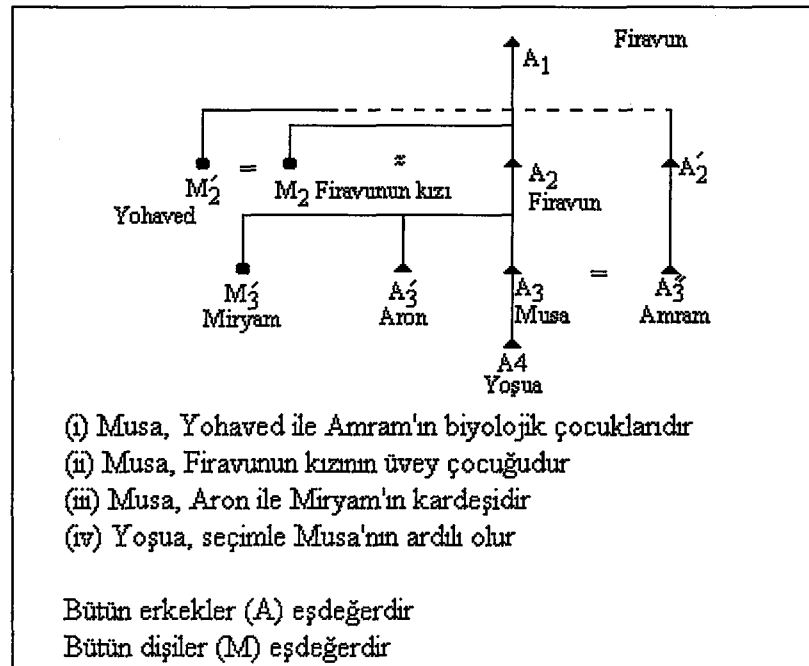 Firavun
A1
M2́ = M2 Firavunun kızı ≈ A2 A2́
Yohaved Firavun
M3́ A3́ A3 = A3̋
Miryam Aron Musa Amram
A4
Yoşua
(i) Musa, Yohaved ile Amram'ın biyolojik çocuklarıdır
(ii) Musa, Firavunun kızının üvey çocuğudur
(iii) Musa, Aron ile Miryam'ın kardeşidir
(iv) Yoşua, seçimle Musa'nın ardılı olur
Bütün erkekler (A) eşdeğerdir
Bütün dişiler (M) eşdeğerdir